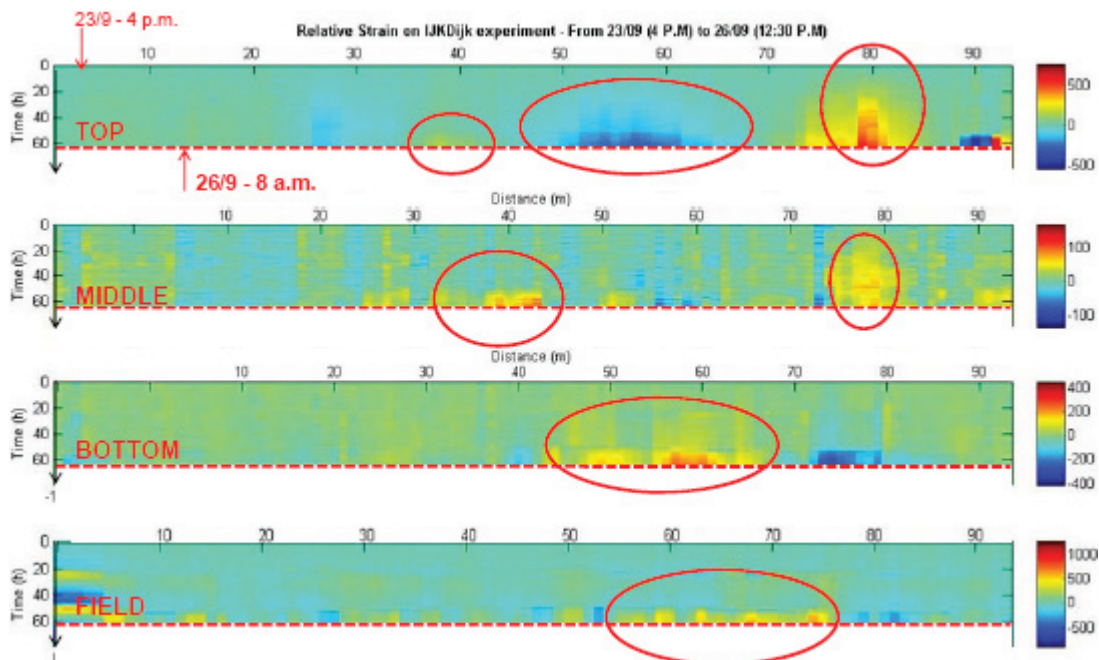 23/9 - 4 p.m.
Relative Strain on IJKDijk experiment - From 23/09 (4 P.M) to 26/09 (12:30 P.M)
10 20 30 40 50 60 70 80 90
0
20
40
60
Time (h)
TOP
500
0
-500
26/9 - 8 a.m.
Distance (m)
10 20 30 40 50 60 70 80 90
0
20
40
60
Time (h)
MIDDLE
100
0
-100
Distance (m)
10 20 30 40 50 60 70 80 90
0
20
40
60
Time (h)
BOTTOM
-1
400
200
0
-200
-400
10 20 30 40 50 60 70 80 90
0
20
40
60
Time (h)
FIELD
1000
500
0
-500